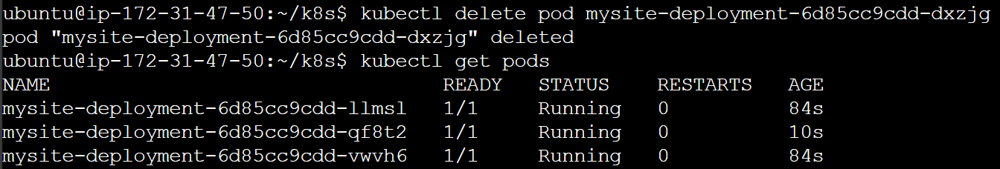 ubuntu@ip-172-31-47-50:~/k8s$ kubectl delete pod mysite-deployment-6d85cc9cdd-dxzjg
pod "mysite-deployment-6d85cc9cdd-dxzjg" deleted
ubuntu@ip-172-31-47-50:~/k8s$ kubectl get pods
NAME READY STATUS RESTARTS AGE
mysite-deployment-6d85cc9cdd-llmsl 1/1 Running 0 84s
mysite-deployment-6d85cc9cdd-qf8t2 1/1 Running 0 10s
mysite-deployment-6d85cc9cdd-vwvh6 1/1 Running 0 84s